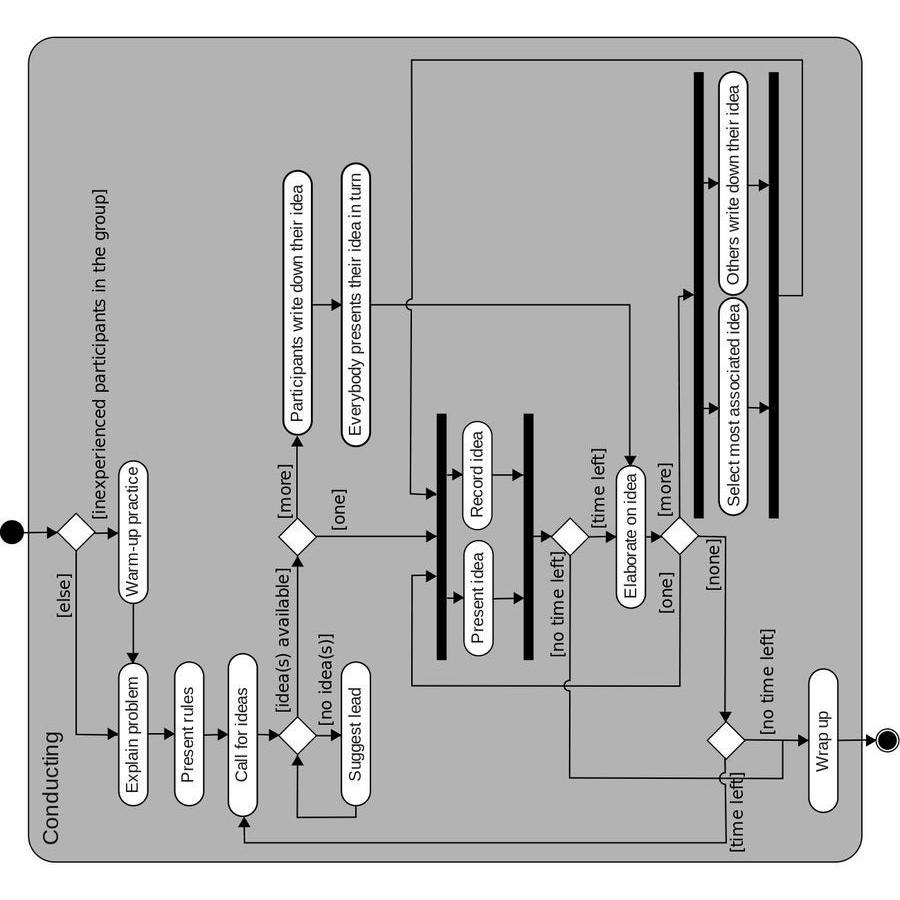 Conducting
[else]
[inexperienced participants in the group]
Warm-up practice
Explain problem
Present rules
Call for ideas
[idea(s) available]
[no idea(s)]
Suggest lead
[more]
[one]
Participants write down their idea
Everybody presents their idea in turn
Present idea
Record idea
[no time left]
[time left]
Elaborate on idea
[one]
[more]
[none]
Select most associated idea
Others write down their idea
[time left]
[no time left]
Wrap up